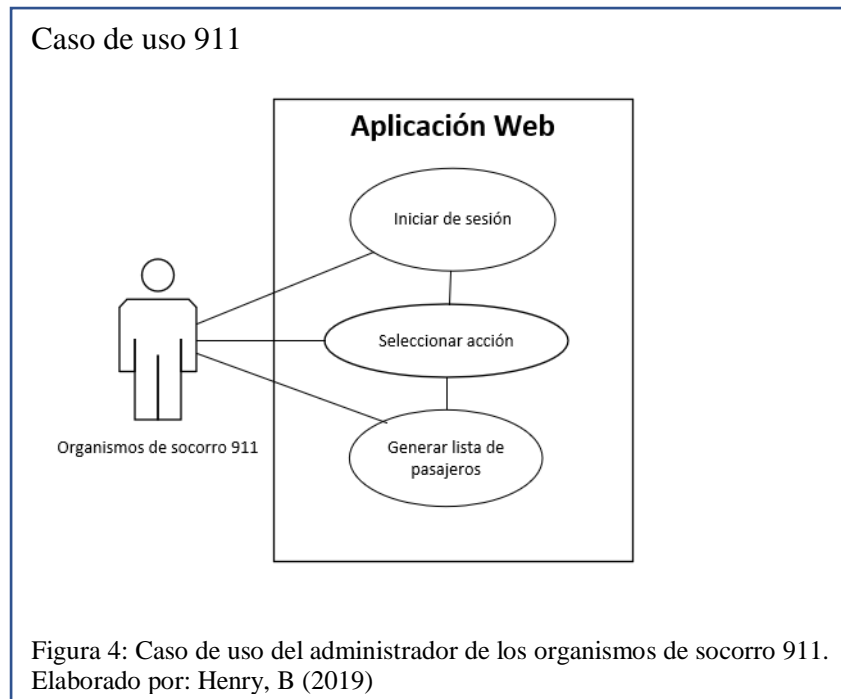 Caso de uso 911
Aplicación Web
Iniciar de sesión
Seleccionar acción
Generar lista de
pasajeros
Organismos de socorro 911
Figura 4: Caso de uso del administrador de los organismos de socorro 911.
Elaborado por: Henry, B (2019)